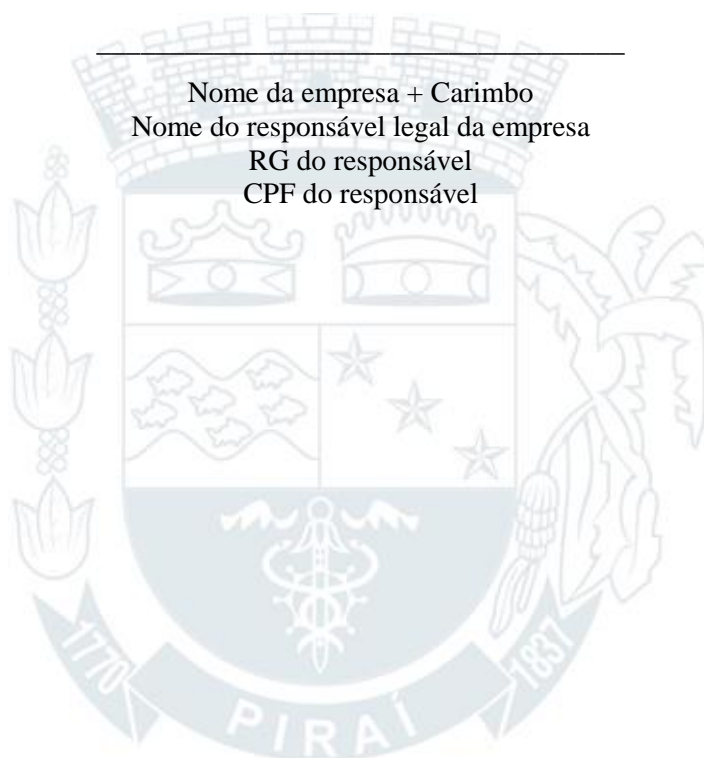 Nome da empresa + Carimbo
Nome do responsável legal da empresa
RG do responsável
CPF do responsável
1770
PIRAÍ
1837